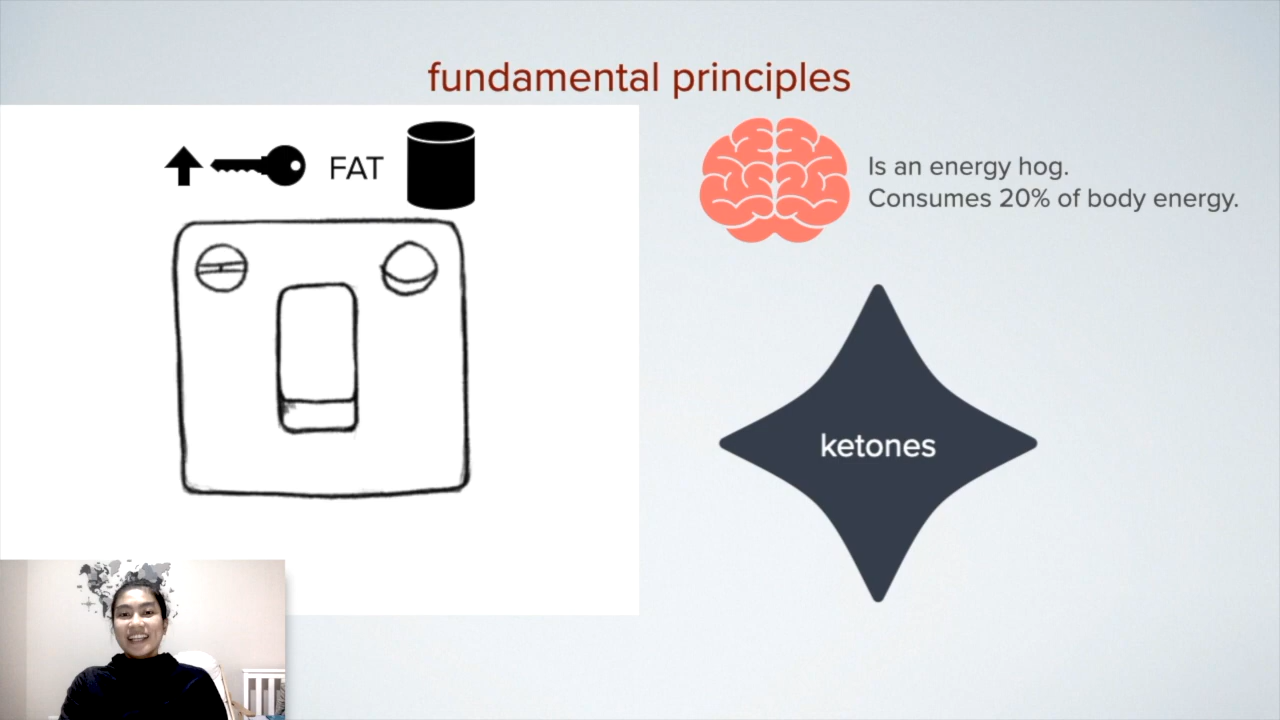 fundamental principles
FAT
Is an energy hog.
Consumes 20% of body energy.
ketones